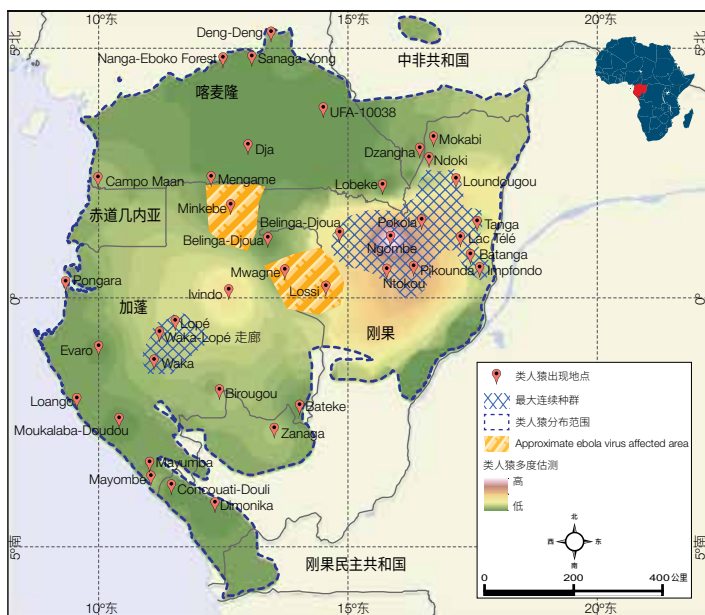 10°东
15°东
20°东
5°北
5°北
Deng-Deng
Nanga-Eboko Forest
Sanaga-Yong
中非共和国
喀麦隆
UFA-10038
Dja
Mokabi
Dzangha
Ndoki
Campo Maan
Mengame
Lobeke
Loundougou
Minkebe
赤道几内亚
Belinga-Djoua
Belinga-Djoua
Pokola
Tanga
Ngombe
Lac Télé
Batanga
Mwagne
Pikounda
Impfondo
Pongara
Ivindo
Lossi
Ntokou
0°
0°
加蓬
Lopé
Waka-Lopé 走廊
刚果
Evaro
Waka
Birougou
Loango
Bateke
Moukalaba-Doudou
Zanaga
Mayumba
Mayombe
Concouati-Douli
Dimonika
刚果民主共和国
5°南
5°南
10°东
15°东
20°东
类人猿出现地点
最大连续种群
类人猿分布范围
Approximate ebola virus affected area
类人猿多度估测
高
低
北
西
东
南
0
200
400 公里